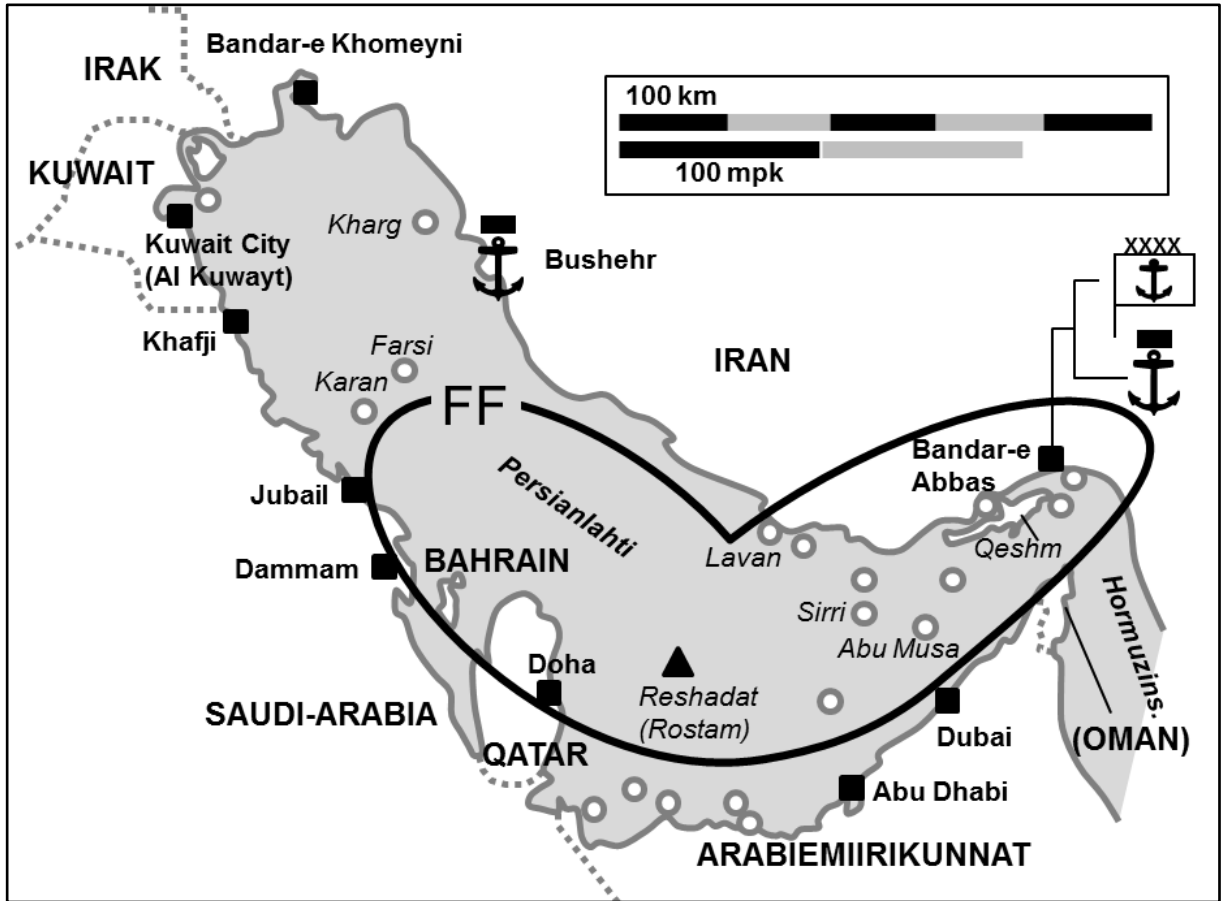 Bandar-e Khomeyni
IRAK
100 km
100 mpk
KUWAIT
Kharg
Kuwait City
(Al Kuwayt)
Bushehr
XXXX
Khafji
Farsi
Karan
IRAN
FF
Bandar-e
Abbas
Jubail
Persianlahti
Lavan
Qeshm
Dammam
BAHRAIN
Hormuzins.
Sirri
Abu Musa
Doha
Reshadat
(Rostam)
SAUDI-ARABIA
QATAR
Dubai
(OMAN)
Abu Dhabi
ARABIEMIIRIKUNNAT